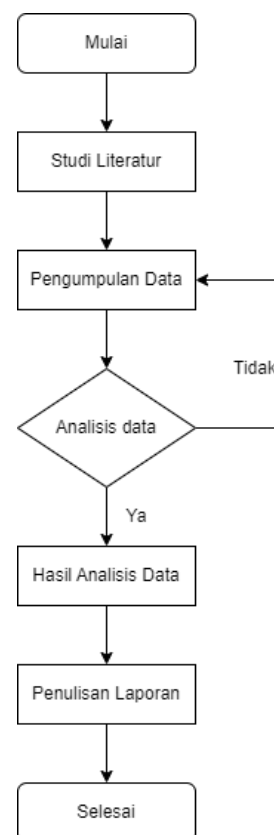 Mulai
Studi Literatur
Pengumpulan Data
Tidak
Analisis data
Ya
Hasil Analisis Data
Penulisan Laporan
Selesai